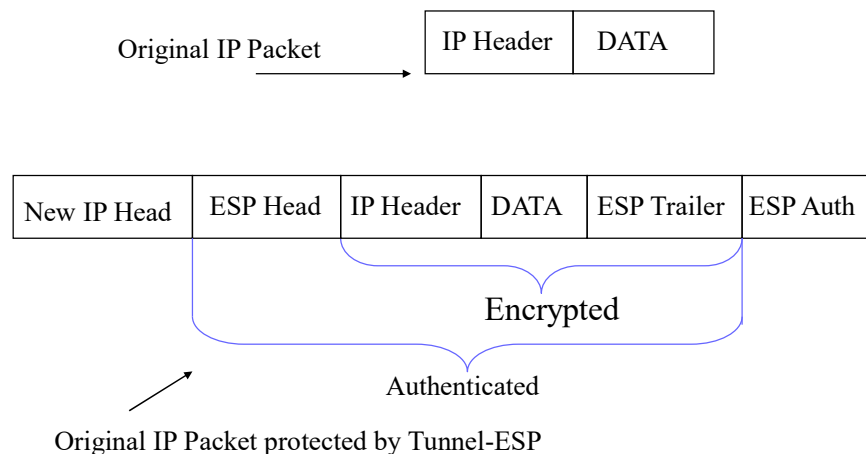 Original IP Packet
IP Header DATA
New IP Head ESP Head IP Header DATA ESP Trailer ESP Auth
Encrypted
Authenticated
Original IP Packet protected by Tunnel-ESP